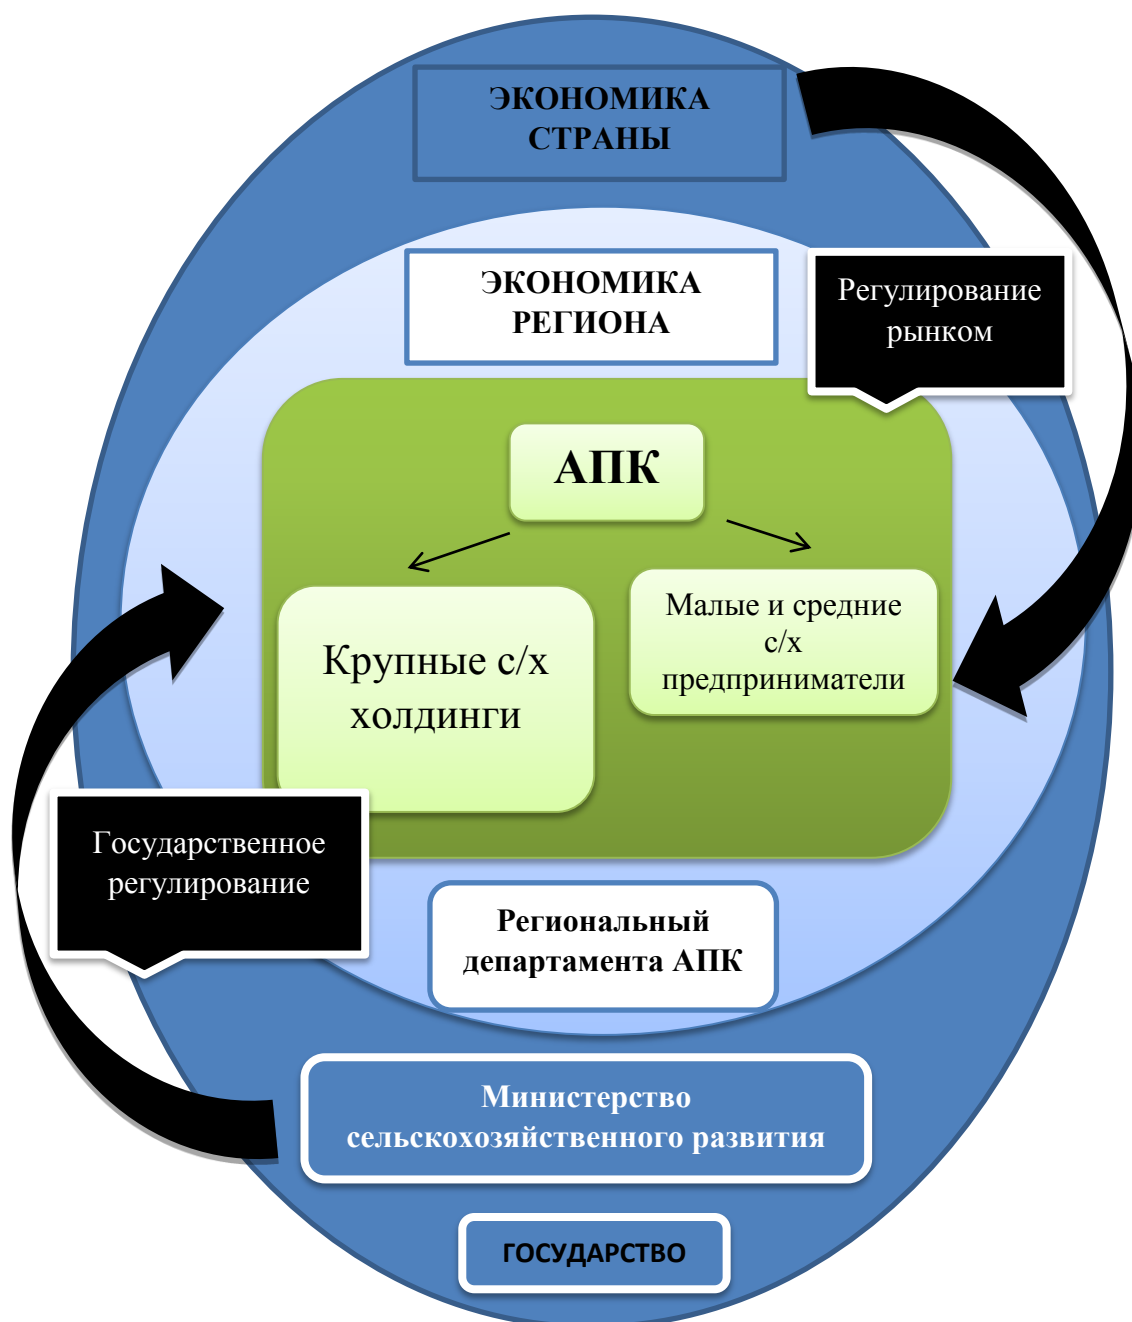 ЭКОНОМИКА
СТРАНЫ
ЭКОНОМИКА
РЕГИОНА
Регулирование
рынком
АПК
Крупные с/х
холдинги
Малые и средние
с/х
предприниматели
Государственное
регулирование
Региональный
департамента АПК
Министерство
сельскохозяйственного развития
ГОСУДАРСТВО